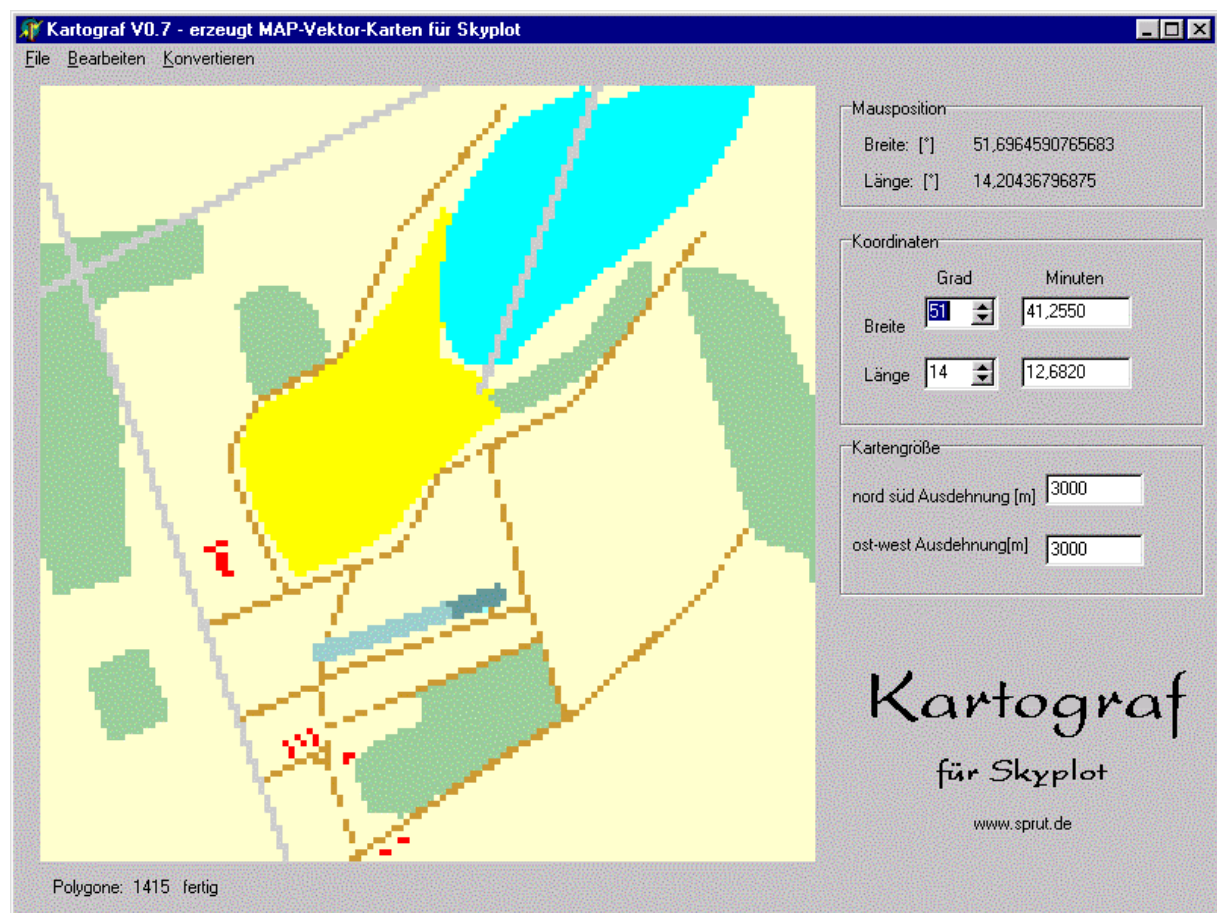 Kartograf V0.7 - erzeugt MAP-Vektor-Karten für Skyplot
File Bearbeiten Konvertieren
Mausposition
Breite: [°] 51,6964590765683
Länge: [°] 14,20436796875
Koordinaten
Grad Minuten
Breite 51 41,2550
Länge 14 12,6820
Kartengröße
nord süd Ausdehnung [m] 3000
ost-west Ausdehnung[m] 3000
Kartograf
für Skyplot
www.sprut.de
Polygone: 1415 fertig